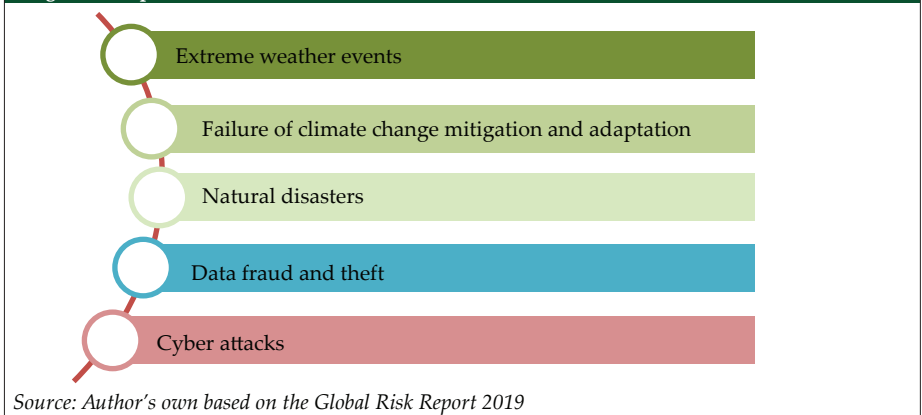 Extreme weather events
Failure of climate change mitigation and adaptation
Natural disasters
Data fraud and theft
Cyber attacks
Source: Author's own based on the Global Risk Report 2019